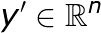 y′ ∈ ℝⁿ